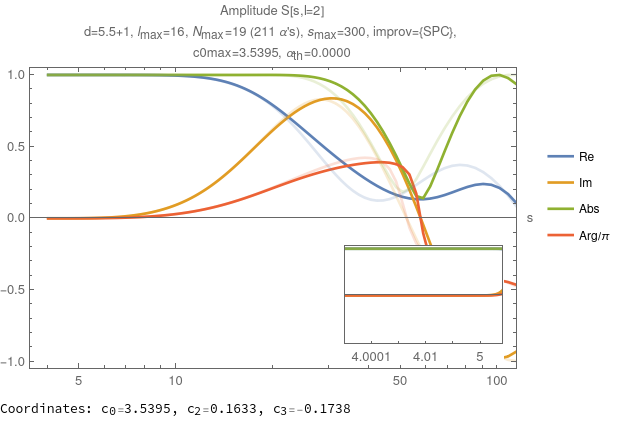 Amplitude S[s,l=2]
d=5.5+1, lmax=16, Nmax=19 (211 α's), smax=300, improv={SPC},
c0max=3.5395, αth=0.0000
1.0
0.5
0.0
-0.5
-1.0
s
Re
Im
Abs
Arg/π
4.0001 4.01 5
5 10 50 100
Coordinates: c0=3.5395, c2=0.1633, c3=-0.1738